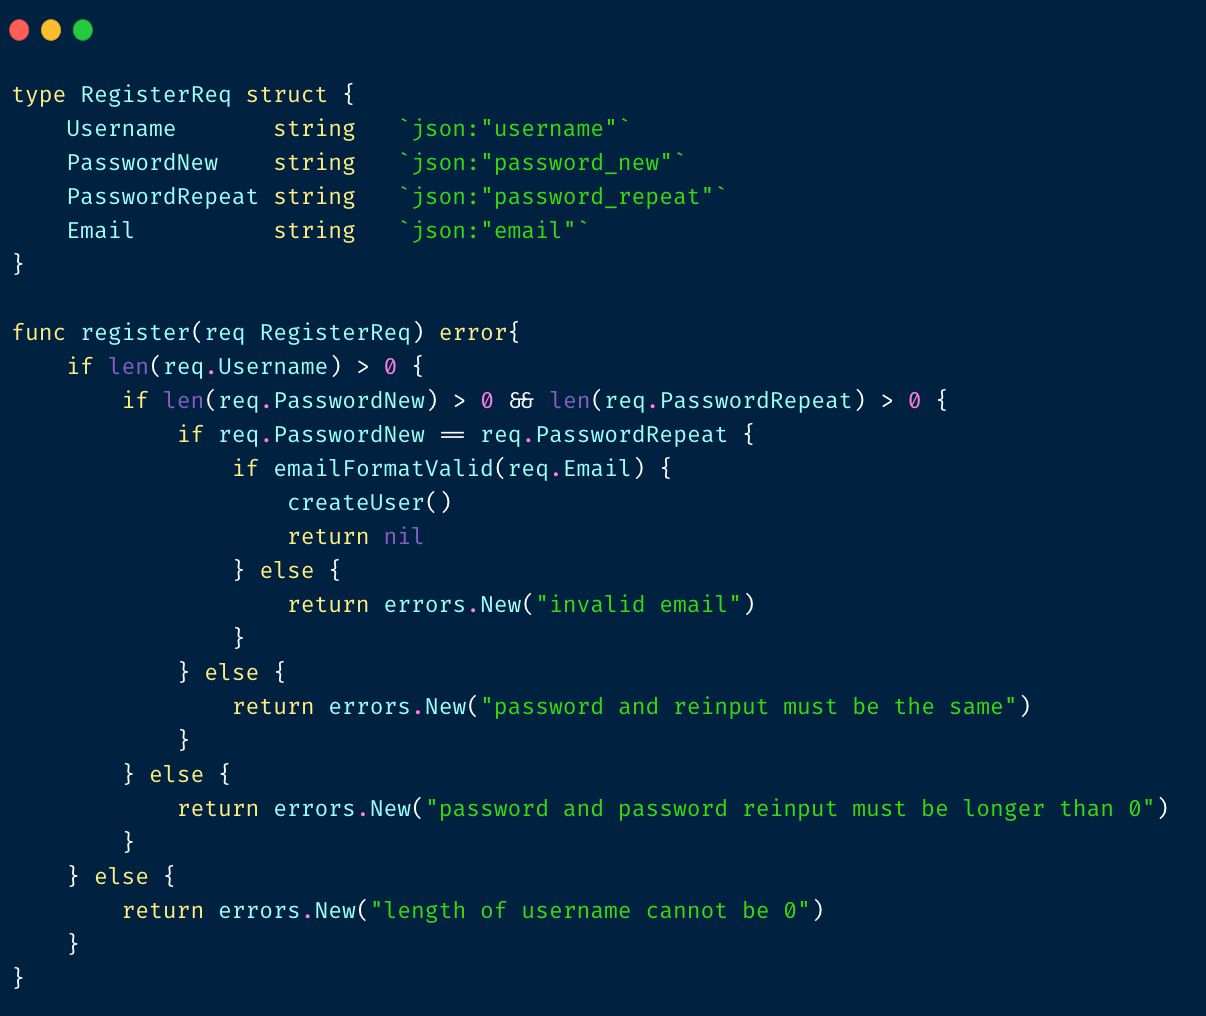 type RegisterReq struct {
    Username       string   `json:"username"`
    PasswordNew    string   `json:"password_new"`
    PasswordRepeat string   `json:"password_repeat"`
    Email          string   `json:"email"`
}

func register(req RegisterReq) error{
    if len(req.Username) > 0 {
        if len(req.PasswordNew) > 0 && len(req.PasswordRepeat) > 0 {
            if req.PasswordNew == req.PasswordRepeat {
                if emailFormatValid(req.Email) {
                    createUser()
                    return nil
                } else {
                    return errors.New("invalid email")
                }
            } else {
                return errors.New("password and reinput must be the same")
            }
        } else {
            return errors.New("password and password reinput must be longer than 0")
        }
    } else {
        return errors.New("length of username cannot be 0")
    }
}